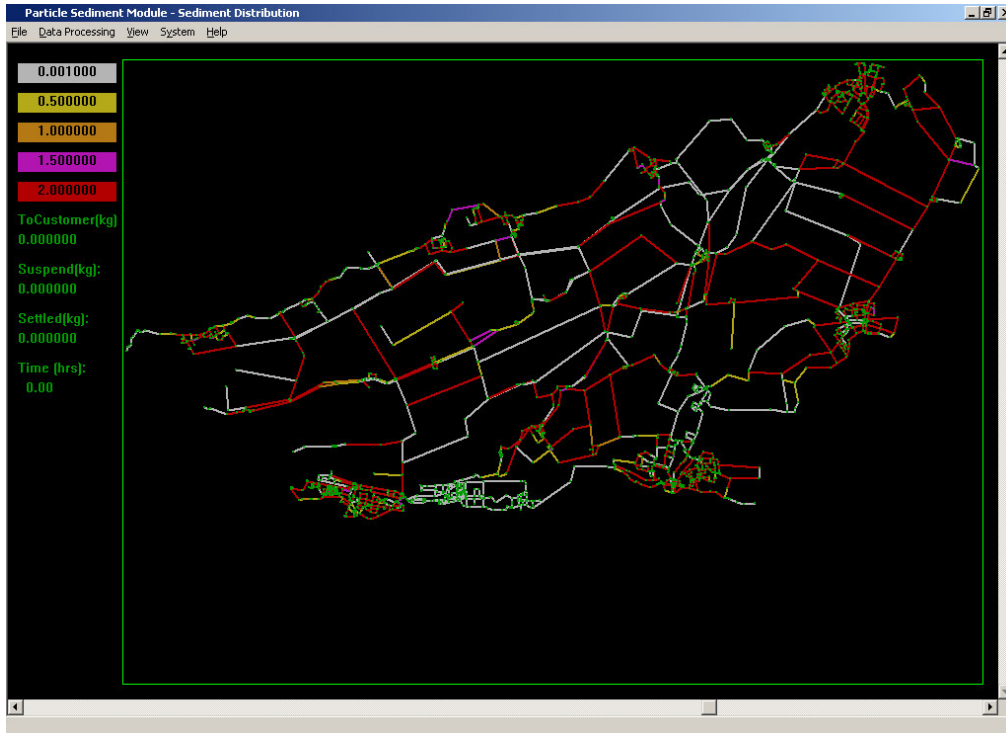 Particle Sediment Module - Sediment Distribution
File Data Processing View System Help
0.001000
0.500000
1.000000
1.500000
2.000000
ToCustomer(kg)
0.000000
Suspend(kg):
0.000000
Settled(kg):
0.000000
Time (hrs):
0.00